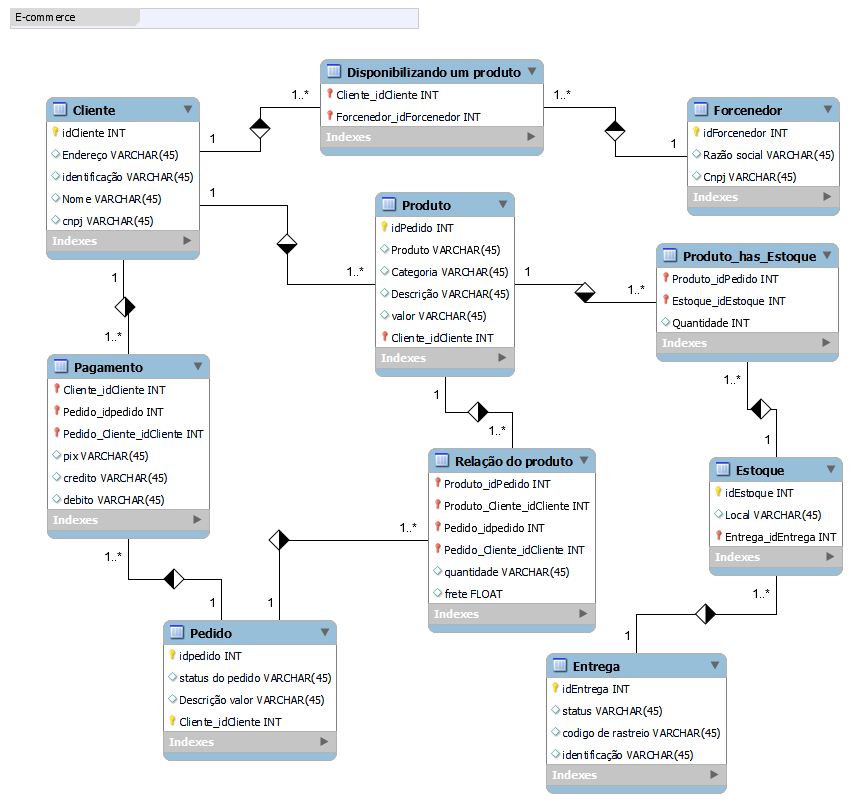 E-commerce
Disponibilizando um produto
Cliente_idCliente INT
Forcenedor_idForcenedor INT
Indexes
Cliente
idCliente INT
Endereço VARCHAR(45)
identificação VARCHAR(45)
Nome VARCHAR(45)
cnpj VARCHAR(45)
Indexes
Forcenedor
idForcenedor INT
Razão social VARCHAR(45)
Cnpj VARCHAR(45)
Indexes
1
1..*
1..*
1
1
1..*
Produto
idPedido INT
Produto VARCHAR(45)
Categoria VARCHAR(45)
Descrição VARCHAR(45)
valor VARCHAR(45)
Cliente_idCliente INT
Indexes
1
1..*
Produto_has_Estoque
Produto_idPedido INT
Estoque_idEstoque INT
Quantidade INT
Indexes
1
1..*
Pagamento
Cliente_idCliente INT
Pedido_idpedido INT
Pedido_Cliente_idCliente INT
pix VARCHAR(45)
credito VARCHAR(45)
debito VARCHAR(45)
Indexes
1
1..*
1..*
1
Relação do produto
Produto_idPedido INT
Produto_Cliente_idCliente INT
Pedido_idpedido INT
Pedido_Cliente_idCliente INT
quantidade VARCHAR(45)
frete FLOAT
Indexes
Estoque
idEstoque INT
Local VARCHAR(45)
Entrega_idEntrega INT
Indexes
1..*
1
1..*
1
1..*
1
Pedido
idpedido INT
status do pedido VARCHAR(45)
Descrição valor VARCHAR(45)
Cliente_idCliente INT
Indexes
Entrega
idEntrega INT
status VARCHAR(45)
codigo de rastreio VARCHAR(45)
identificação VARCHAR(45)
Indexes